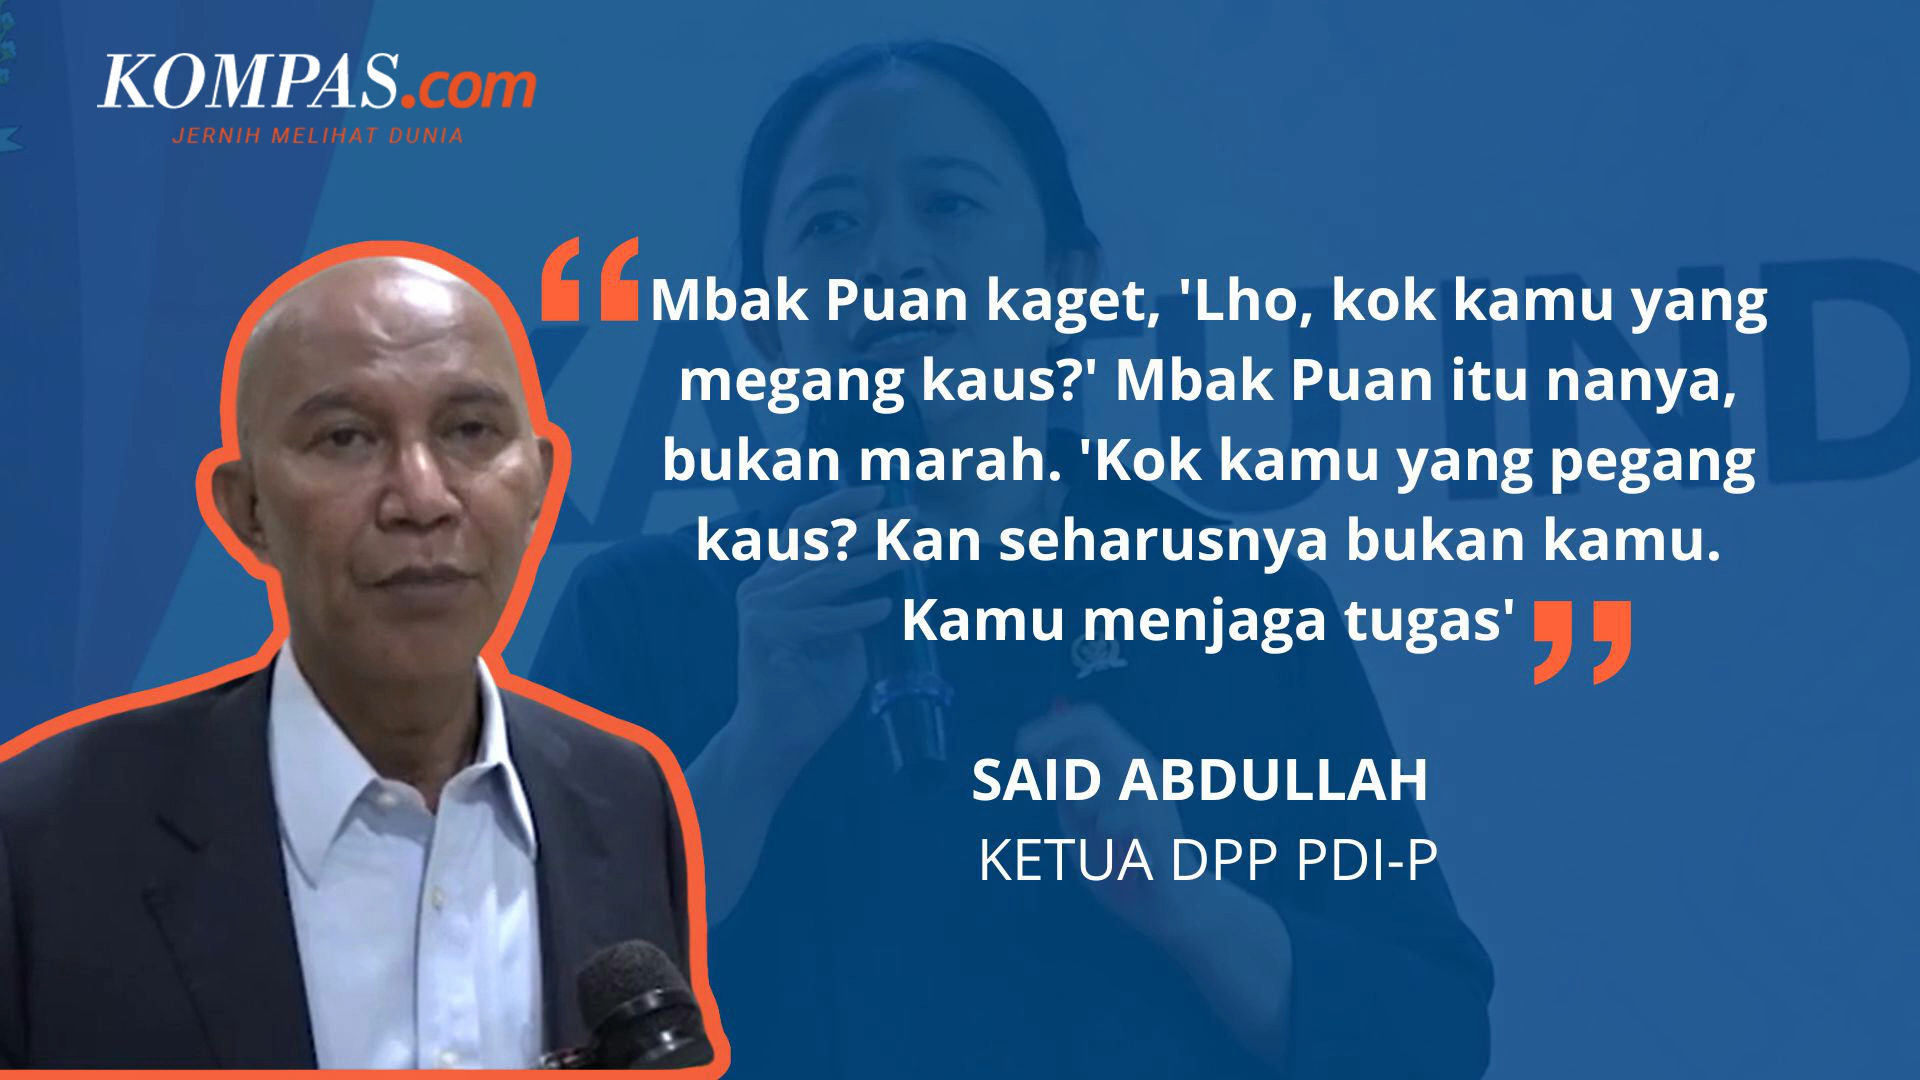 KOMPAS.com
JERNIH MELIHAT DUNIA
Mbak Puan kaget, 'Lho, kok kamu yang
megang kaus?' Mbak Puan itu nanya,
bukan marah. 'Kok kamu yang pegang
kaus? Kan seharusnya bukan kamu.
Kamu menjaga tugas'
SAID ABDULLAH
KETUA DPP PDI-P